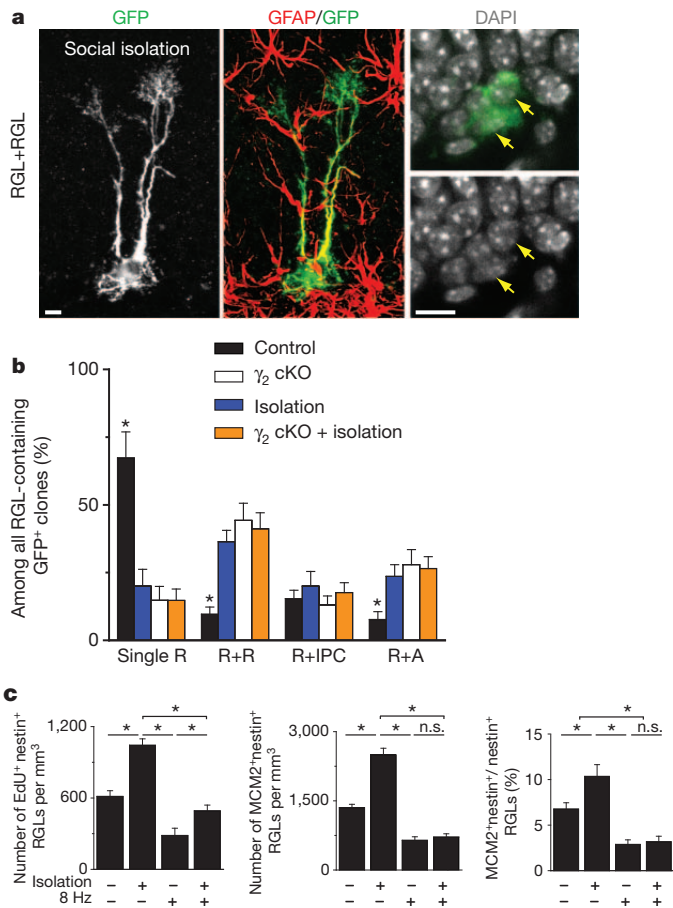 a
GFP
GFAP/GFP
DAPI
Social isolation
RGL+RGL
b
Control
γ2 cKO
Isolation
γ2 cKO + isolation
Among all RGL-containing
GFP+ clones (%)
100
50
0
*
*
*
Single R
R+R
R+IPC
R+A
c
Number of EdU+ nestin+
RGLs per mm3
1,200
600
0
*
* * *
Isolation – + – +
8 Hz – – + +
Number of MCM2+nestin+
RGLs per mm3
3,000
1,500
0
*
* * n.s.
– + – +
– – + +
MCM2+nestin+/ nestin+
RGLs (%)
15
10
5
0
*
* * n.s.
– + – +
– – + +